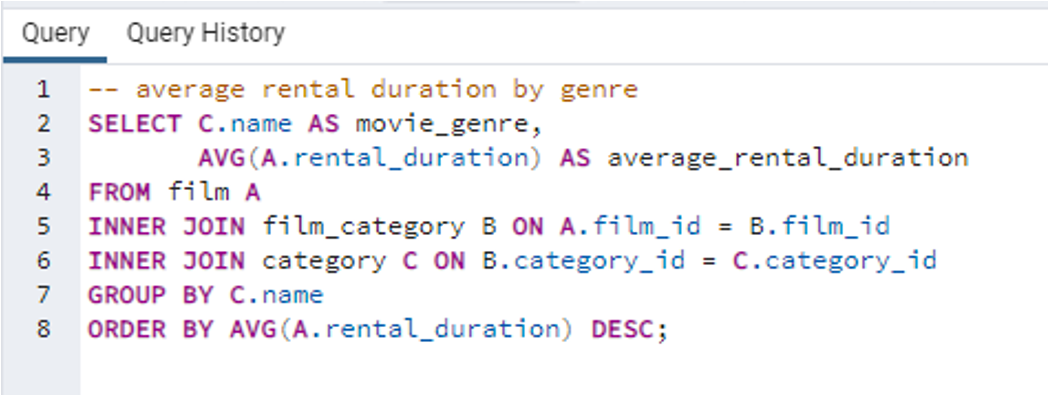 Query Query History
1 -- average rental duration by genre
2 SELECT C.name AS movie_genre,
3 AVG(A.rental_duration) AS average_rental_duration
4 FROM film A
5 INNER JOIN film_category B ON A.film_id = B.film_id
6 INNER JOIN category C ON B.category_id = C.category_id
7 GROUP BY C.name
8 ORDER BY AVG(A.rental_duration) DESC;